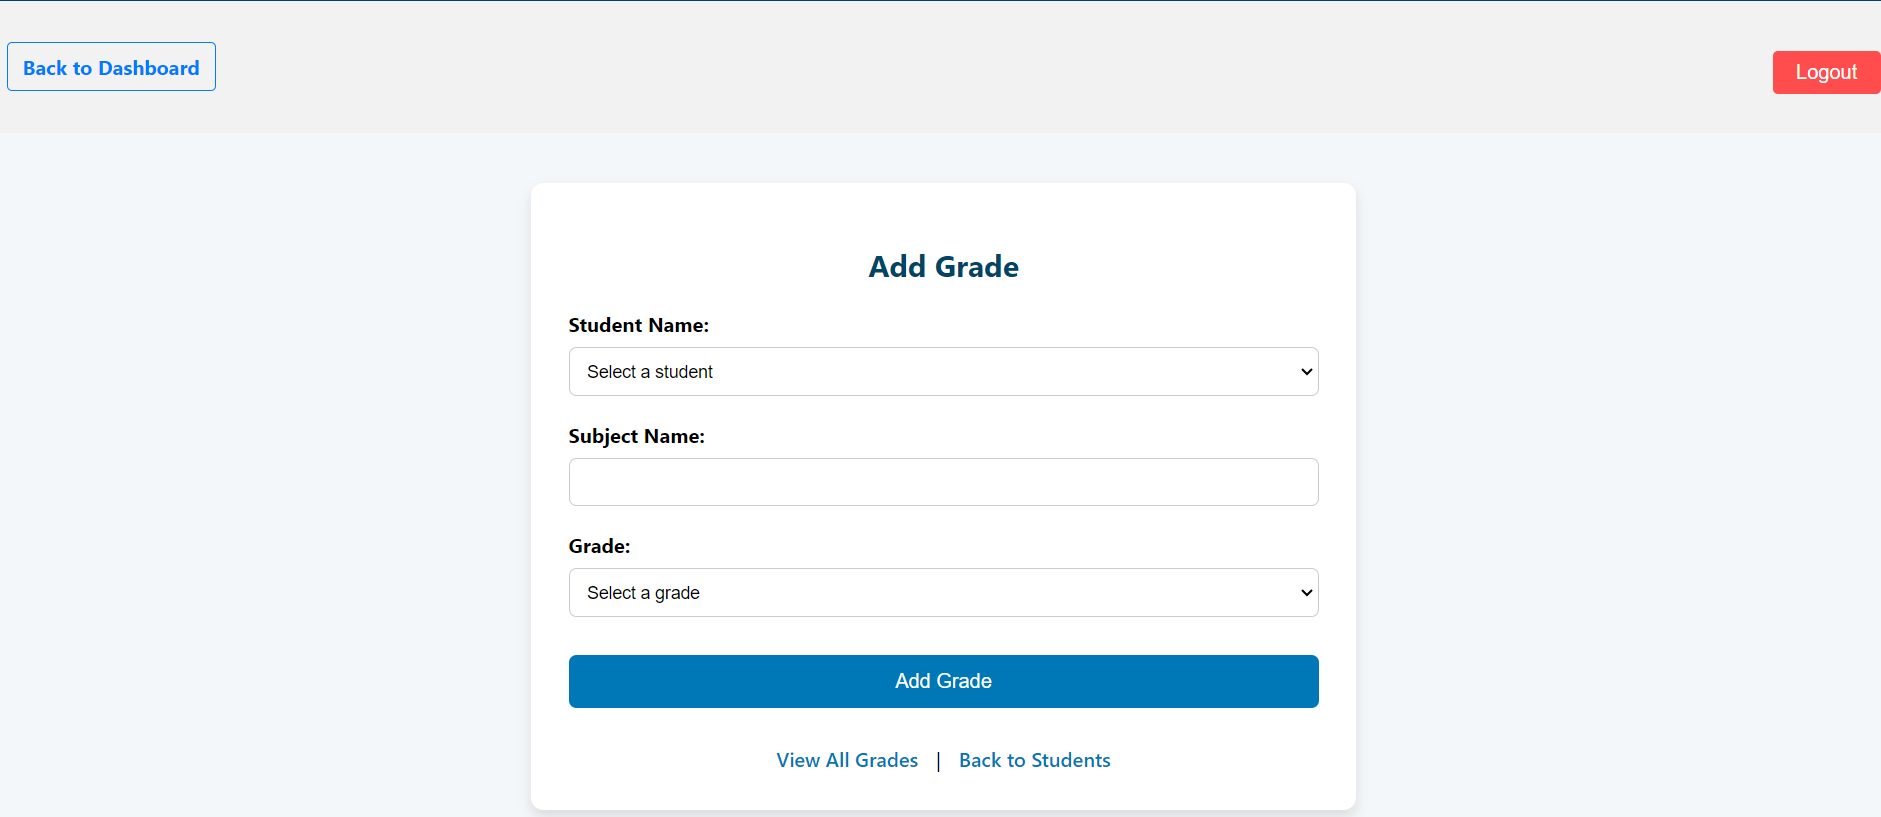 Back to Dashboard
Logout
Add Grade
Student Name:
Select a student
Subject Name:
Grade:
Select a grade
Add Grade
View All Grades | Back to Students